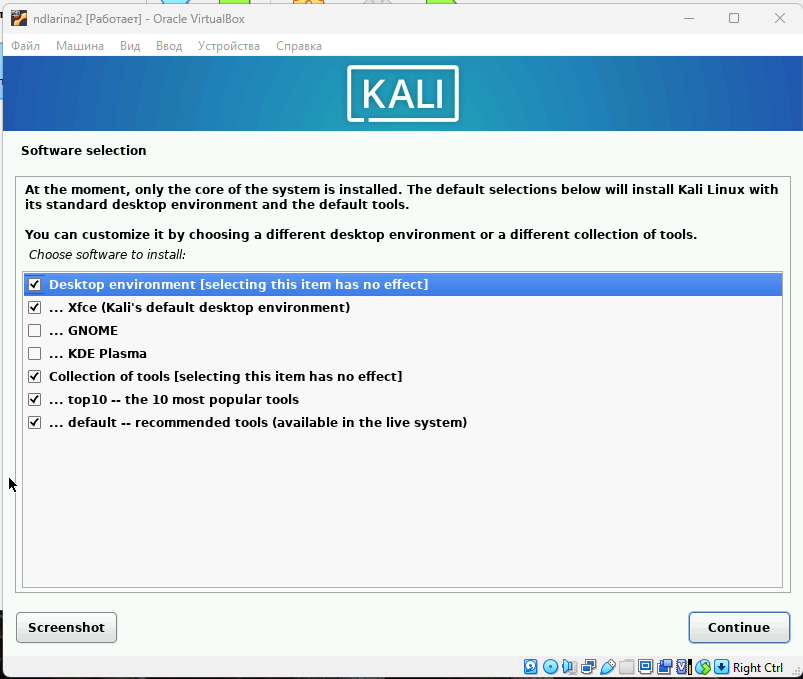 ndlarina2 [Работает] - Oracle VirtualBox
Файл Машина Вид Ввод Устройства Справка
KALI
Software selection
At the moment, only the core of the system is installed. The default selections below will install Kali Linux with
its standard desktop environment and the default tools.
You can customize it by choosing a different desktop environment or a different collection of tools.
Choose software to install:
Desktop environment [selecting this item has no effect]
... Xfce (Kali's default desktop environment)
... GNOME
... KDE Plasma
Collection of tools [selecting this item has no effect]
... top10 -- the 10 most popular tools
... default -- recommended tools (available in the live system)
Screenshot Continue
Right Ctrl